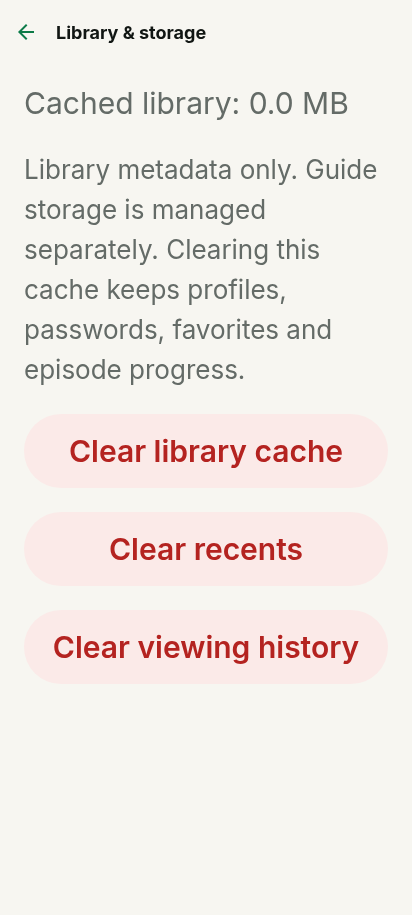 Library & storage
Cached library: 0.0 MB
Library metadata only. Guide
storage is managed
separately. Clearing this
cache keeps profiles,
passwords, favorites and
episode progress.
Clear library cache
Clear recents
Clear viewing history